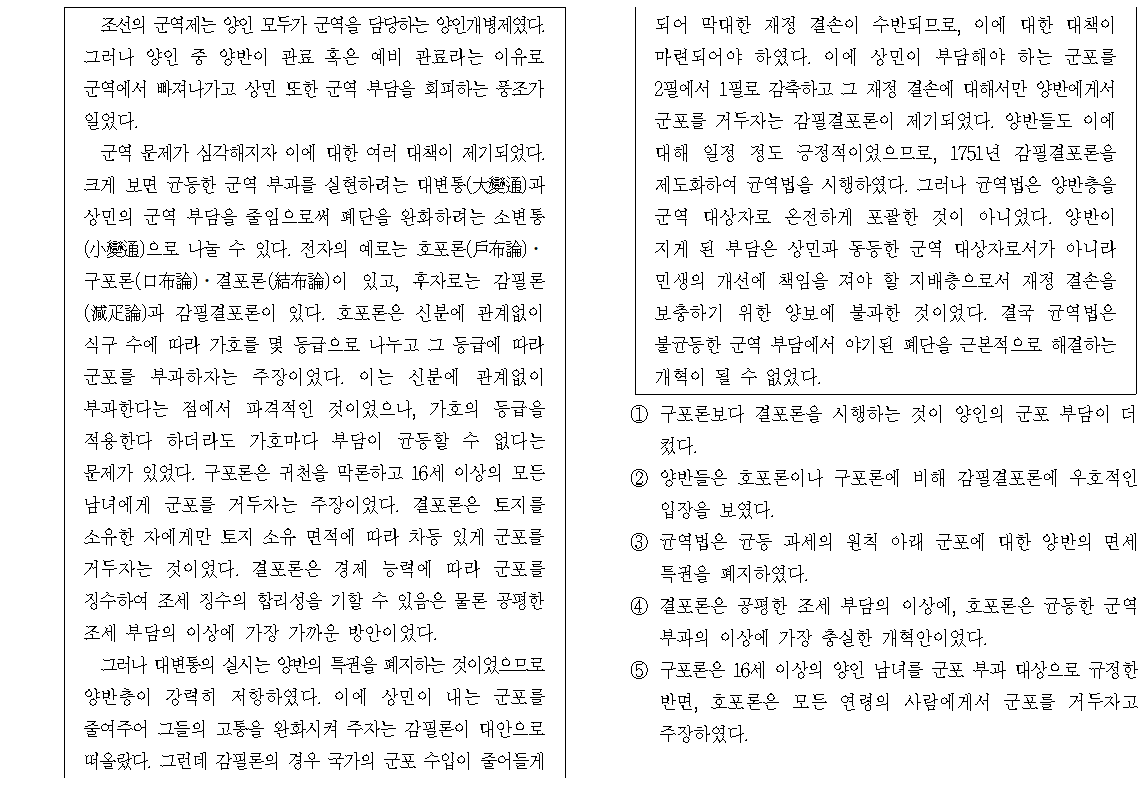 조선의 군역제는 양인 모두가 군역을 담당하는 양인개병제였다.
그러나 양인 중 양반이 관료 혹은 예비 관료라는 이유로
군역에서 빠져나가고 상민 또한 군역 부담을 회피하는 풍조가
일었다.
군역 문제가 심각해지자 이에 대한 여러 대책이 제기되었다.
크게 보면 균등한 군역 부과를 실현하려는 대변통(大變通)과
상민의 군역 부담을 줄임으로써 폐단을 완화하려는 소변통
(小變通)으로 나눌 수 있다. 전자의 예로는 호포론(戶布論)·
구포론(口布論)·결포론(結布論)이 있고, 후자로는 감필론
(減疋論)과 감필결포론이 있다. 호포론은 신분에 관계없이
식구 수에 따라 가호를 몇 등급으로 나누고 그 등급에 따라
군포를 부과하자는 주장이었다. 이는 신분에 관계없이
부과한다는 점에서 파격적인 것이었으나, 가호의 등급을
적용한다 하더라도 가호마다 부담이 균등할 수 없다는
문제가 있었다. 구포론은 귀천을 막론하고 16세 이상의 모든
남녀에게 군포를 거두자는 주장이었다. 결포론은 토지를
소유한 자에게만 토지 소유 면적에 따라 차등 있게 군포를
거두자는 것이었다. 결포론은 경제 능력에 따라 군포를
징수하여 조세 징수의 합리성을 기할 수 있음은 물론 공평한
조세 부담의 이상에 가장 가까운 방안이었다.
그러나 대변통의 실시는 양반의 특권을 폐지하는 것이었으므로
양반층이 강력히 저항하였다. 이에 상민이 내는 군포를
줄여주어 그들의 고통을 완화시켜 주자는 감필론이 대안으로
떠올랐다. 그런데 감필론의 경우 국가의 군포 수입이 줄어들게
되어 막대한 재정 결손이 수반되므로, 이에 대한 대책이
마련되어야 하였다. 이에 상민이 부담해야 하는 군포를
2필에서 1필로 감축하고 그 재정 결손에 대해서만 양반에게서
군포를 거두자는 감필결포론이 제기되었다. 양반들도 이에
대해 일정 정도 긍정적이었으므로, 1751년 감필결포론을
제도화하여 균역법을 시행하였다. 그러나 균역법은 양반층을
군역 대상자로 온전하게 포괄한 것이 아니었다. 양반이
지게 된 부담은 상민과 동등한 군역 대상자로서가 아니라
민생의 개선에 책임을 져야 할 지배층으로서 재정 결손을
보충하기 위한 양보에 불과한 것이었다. 결국 균역법은
불균등한 군역 부담에서 야기된 폐단을 근본적으로 해결하는
개혁이 될 수 없었다.
① 구포론보다 결포론을 시행하는 것이 양인의 군포 부담이 더
컸다.
② 양반들은 호포론이나 구포론에 비해 감필결포론에 우호적인
입장을 보였다.
③ 균역법은 균등 과세의 원칙 아래 군포에 대한 양반의 면세
특권을 폐지하였다.
④ 결포론은 공평한 조세 부담의 이상에, 호포론은 균등한 군역
부과의 이상에 가장 충실한 개혁안이었다.
⑤ 구포론은 16세 이상의 양인 남녀를 군포 부과 대상으로 규정한
반면, 호포론은 모든 연령의 사람에게서 군포를 거두자고
주장하였다.